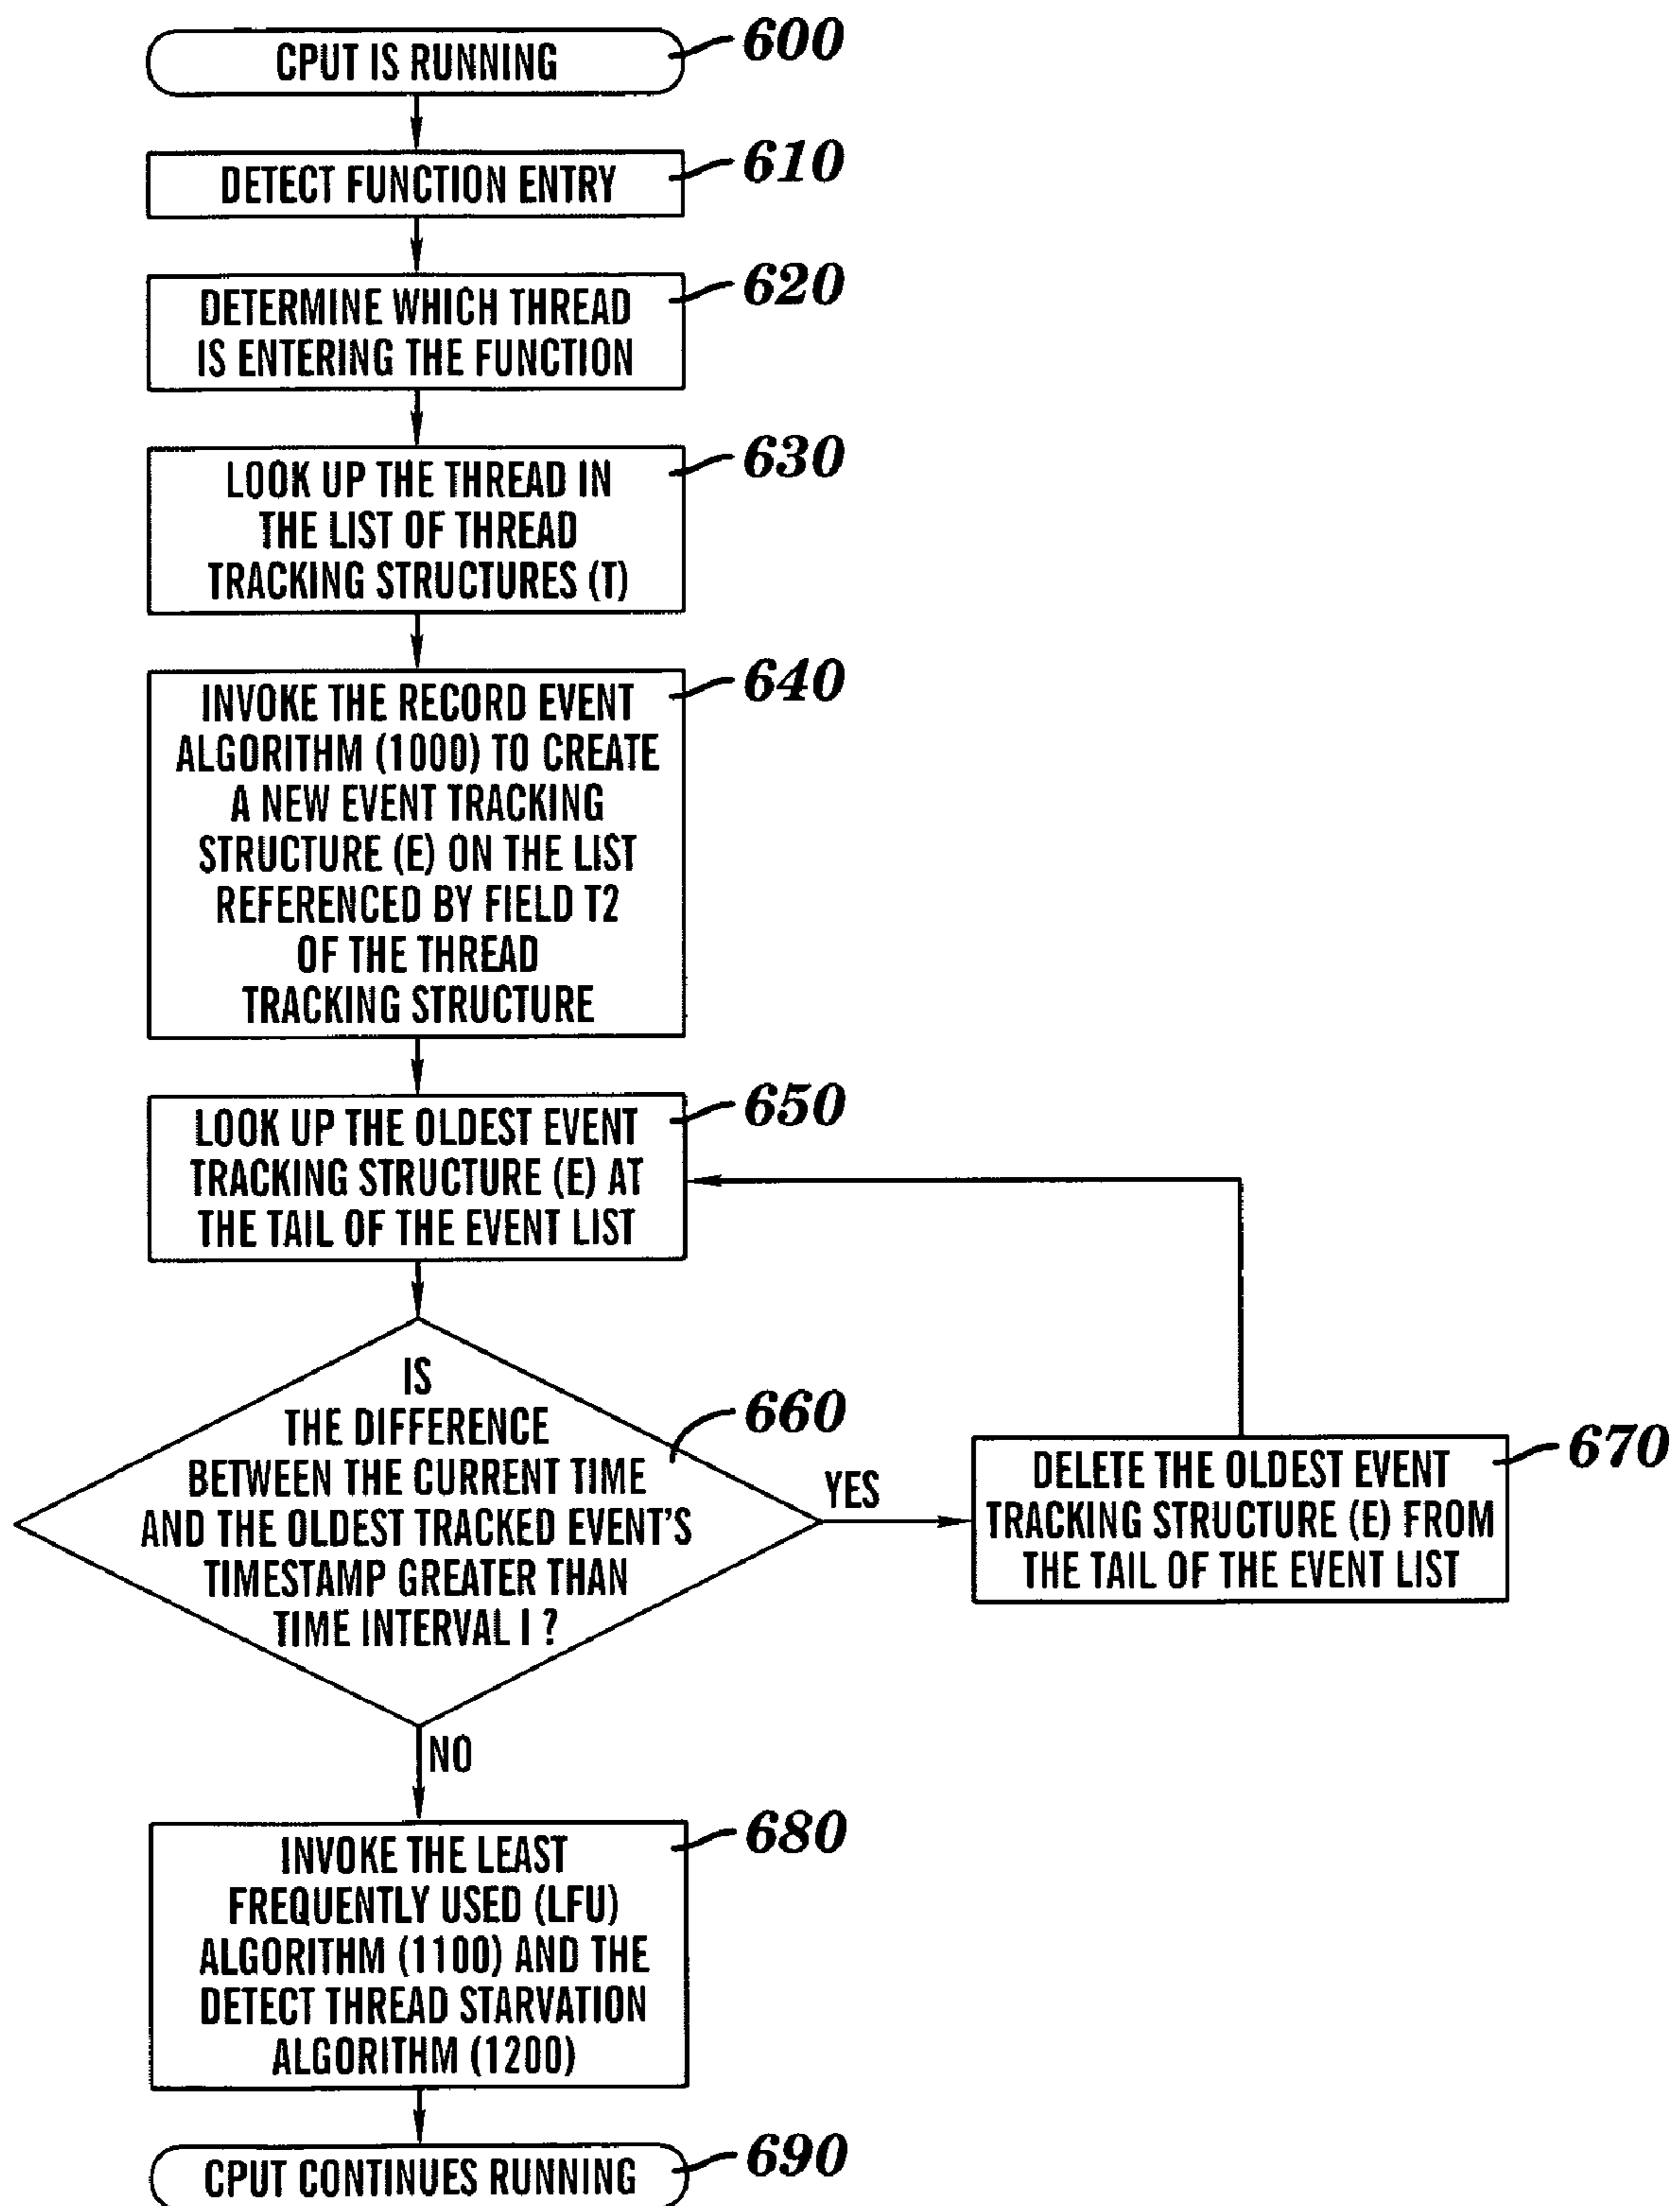 CPUT IS RUNNING
600
DETECT FUNCTION ENTRY
610
DETERMINE WHICH THREAD
IS ENTERING THE FUNCTION
620
LOOK UP THE THREAD IN
THE LIST OF THREAD
TRACKING STRUCTURES (T)
630
INVOKE THE RECORD EVENT
ALGORITHM (1000) TO CREATE
A NEW EVENT TRACKING
STRUCTURE (E) ON THE LIST
REFERENCED BY FIELD T2
OF THE THREAD
TRACKING STRUCTURE
640
LOOK UP THE OLDEST EVENT
TRACKING STRUCTURE (E) AT
THE TAIL OF THE EVENT LIST
650
IS
THE DIFFERENCE
BETWEEN THE CURRENT TIME
AND THE OLDEST TRACKED EVENT'S
TIMESTAMP GREATER THAN
TIME INTERVAL I ?
660
YES
DELETE THE OLDEST EVENT
TRACKING STRUCTURE (E) FROM
THE TAIL OF THE EVENT LIST
670
NO
INVOKE THE LEAST
FREQUENTLY USED (LFU)
ALGORITHM (1100) AND THE
DETECT THREAD STARVATION
ALGORITHM (1200)
680
CPUT CONTINUES RUNNING
690